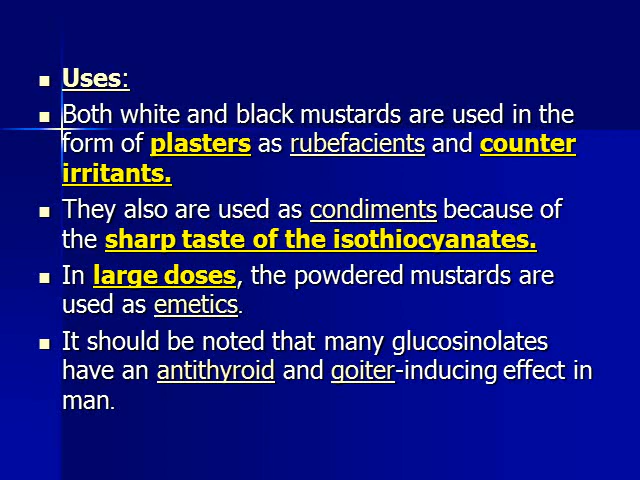 Uses:
Both white and black mustards are used in the
form of plasters as rubefacients and counter
irritants.
They also are used as condiments because of
the sharp taste of the isothiocyanates.
In large doses, the powdered mustards are
used as emetics.
It should be noted that many glucosinolates
have an antithyroid and goiter-inducing effect in
man.